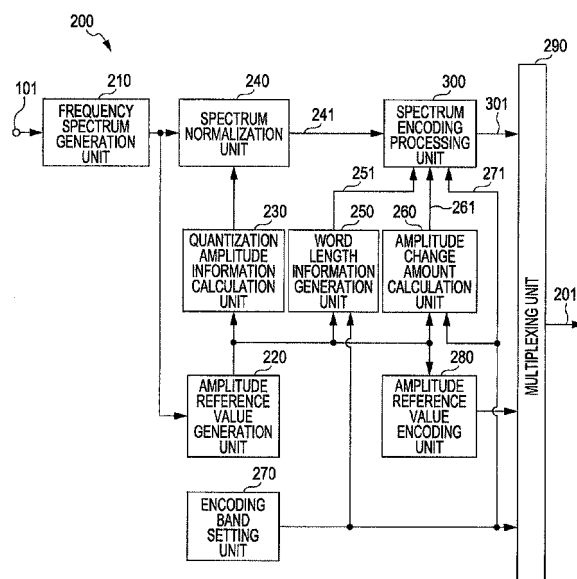 200
101
210
FREQUENCY
SPECTRUM
GENERATION
UNIT
240
SPECTRUM
NORMALIZATION
UNIT
241
300
SPECTRUM
ENCODING
PROCESSING
UNIT
301
290
251
261
271
230
QUANTIZATION
AMPLITUDE
INFORMATION
CALCULATION
UNIT
250
WORD
LENGTH
INFORMATION
GENERATION
UNIT
260
AMPLITUDE
CHANGE
AMOUNT
CALCULATION
UNIT
MULTIPLEXING UNIT
201
220
AMPLITUDE
REFERENCE
VALUE
GENERATION
UNIT
280
AMPLITUDE
REFERENCE
VALUE
ENCODING
UNIT
270
ENCODING
BAND
SETTING
UNIT